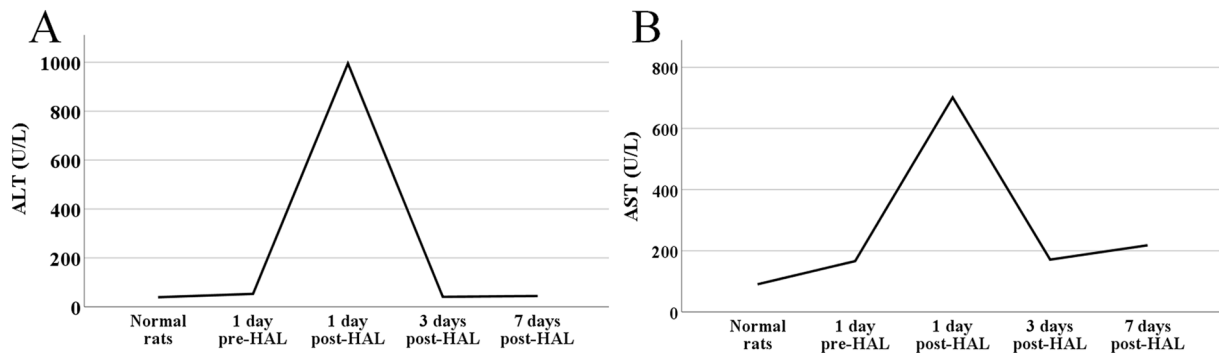 A
ALT (U/L)
1000
800
600
400
200
0
Normal
rats
1 day
pre-HAL
1 day
post-HAL
3 days
post-HAL
7 days
post-HAL
B
AST (U/L)
800
600
400
200
0
Normal
rats
1 day
pre-HAL
1 day
post-HAL
3 days
post-HAL
7 days
post-HAL